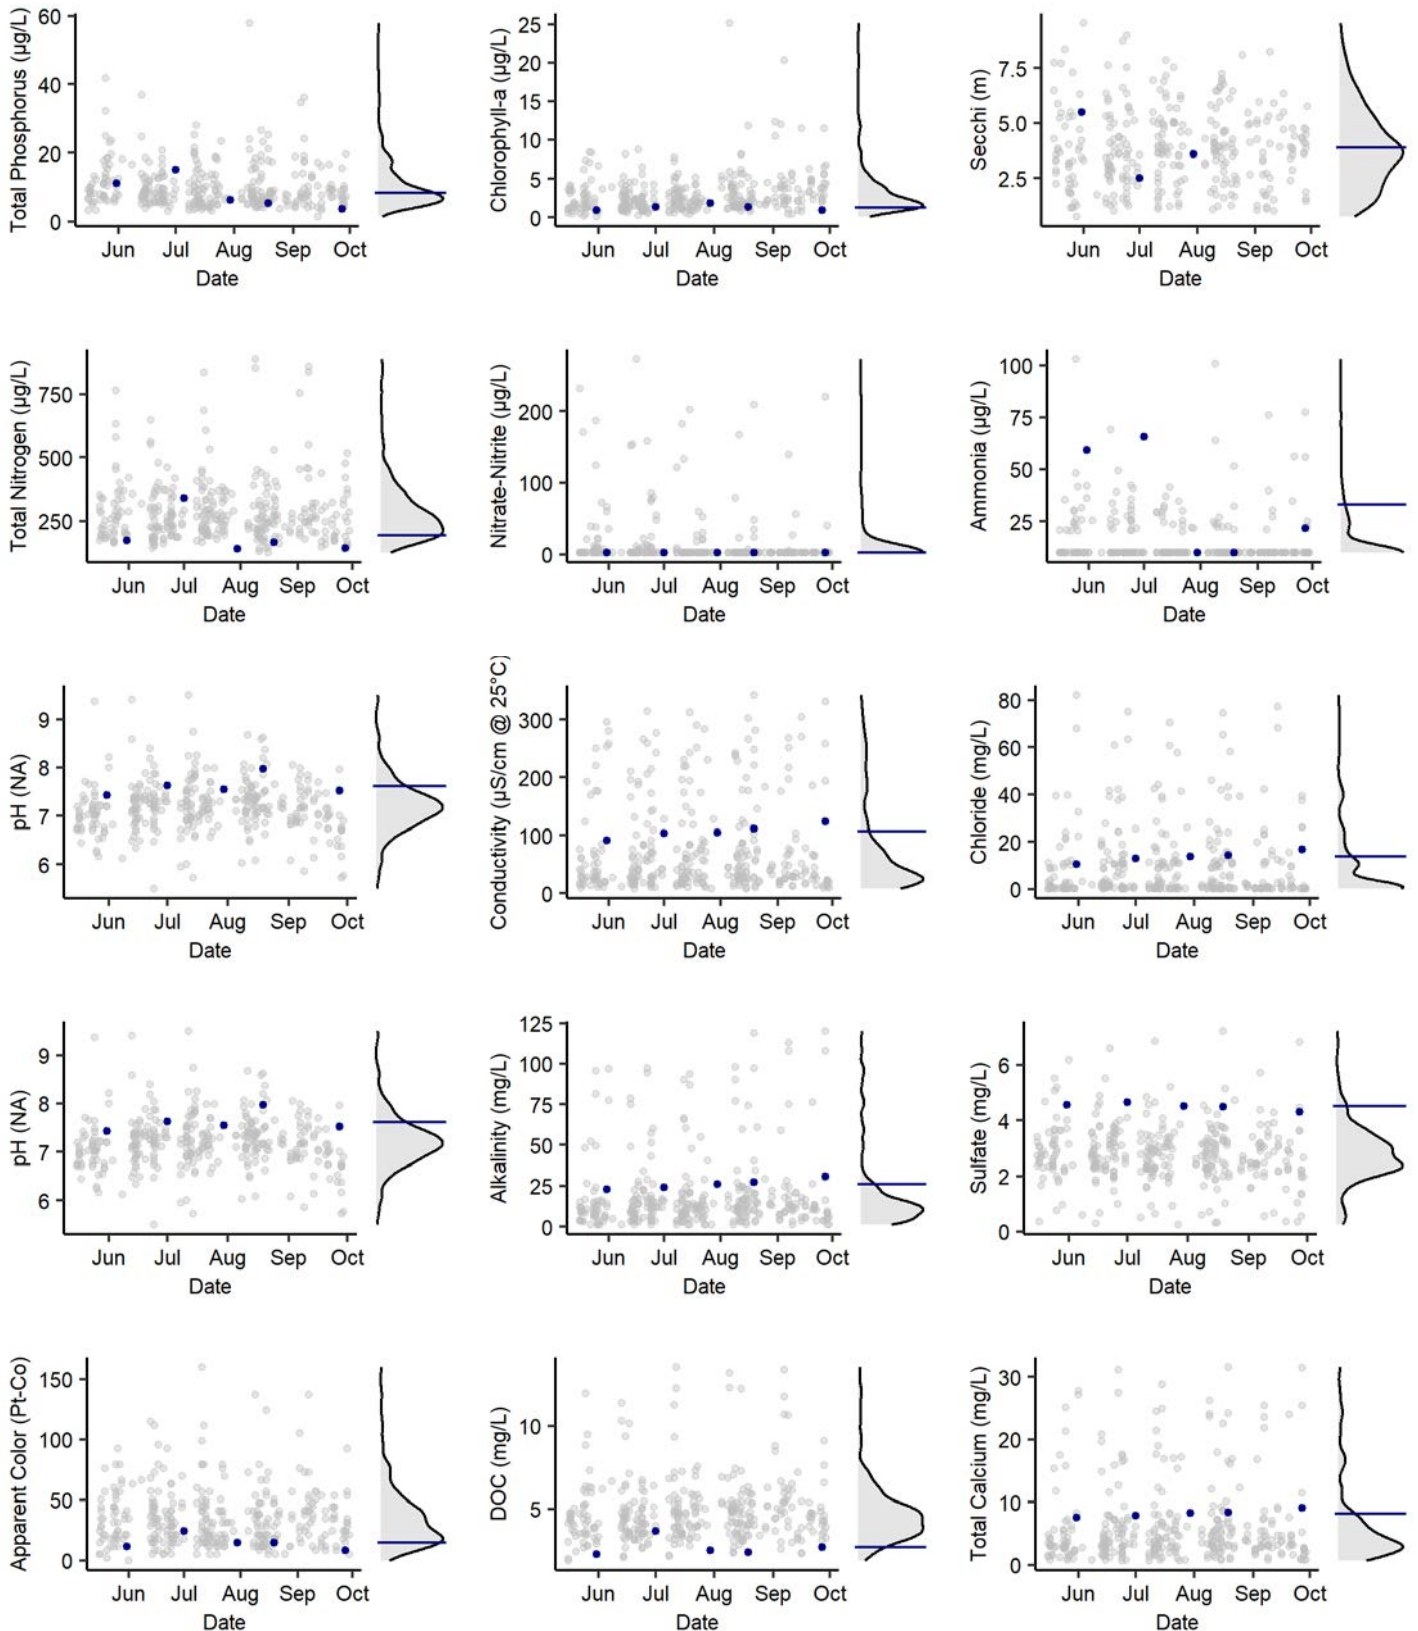 Total Phosphorus (µg/L)
60
40
20
0
Jun Jul Aug Sep Oct
Date
Chlorophyll-a (µg/L)
25
20
15
10
5
0
Jun Jul Aug Sep Oct
Date
Secchi (m)
7.5
5.0
2.5
Jun Jul Aug Sep Oct
Date
Total Nitrogen (µg/L)
750
500
250
Jun Jul Aug Sep Oct
Date
Nitrate-Nitrite (µg/L)
200
100
0
Jun Jul Aug Sep Oct
Date
Ammonia (µg/L)
100
75
50
25
Jun Jul Aug Sep Oct
Date
pH (NA)
9
8
7
6
Jun Jul Aug Sep Oct
Date
Conductivity (µS/cm @ 25°C)
300
200
100
0
Jun Jul Aug Sep Oct
Date
Chloride (mg/L)
80
60
40
20
0
Jun Jul Aug Sep Oct
Date
pH (NA)
9
8
7
6
Jun Jul Aug Sep Oct
Date
Alkalinity (mg/L)
125
100
75
50
25
0
Jun Jul Aug Sep Oct
Date
Sulfate (mg/L)
6
4
2
0
Jun Jul Aug Sep Oct
Date
Apparent Color (Pt-Co)
150
100
50
0
Jun Jul Aug Sep Oct
Date
DOC (mg/L)
10
5
Jun Jul Aug Sep Oct
Date
Total Calcium (mg/L)
30
20
10
0
Jun Jul Aug Sep Oct
Date